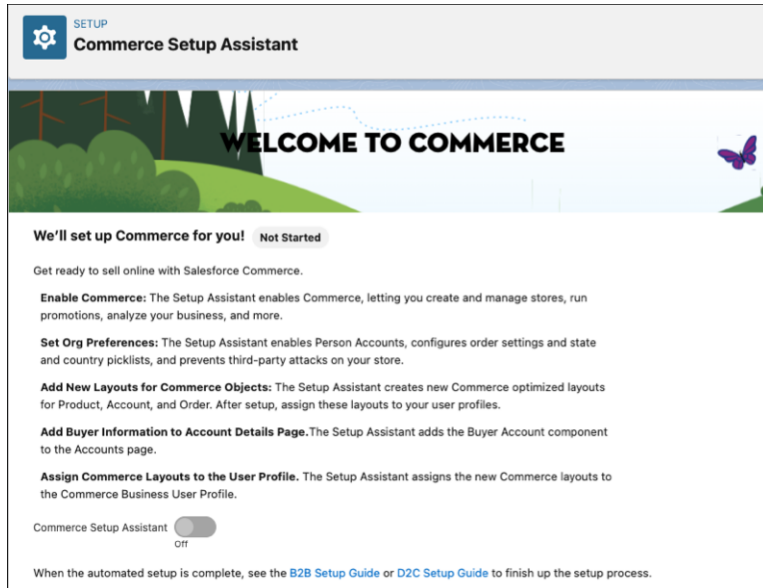 SETUP
Commerce Setup Assistant
WELCOME TO COMMERCE
We'll set up Commerce for you! Not Started
Get ready to sell online with Salesforce Commerce.
Enable Commerce: The Setup Assistant enables Commerce, letting you create and manage stores, run
promotions, analyze your business, and more.
Set Org Preferences: The Setup Assistant enables Person Accounts, configures order settings and state
and country picklists, and prevents third-party attacks on your store.
Add New Layouts for Commerce Objects: The Setup Assistant creates new Commerce optimized layouts
for Product, Account, and Order. After setup, assign these layouts to your user profiles.
Add Buyer Information to Account Details Page.The Setup Assistant adds the Buyer Account component
to the Accounts page.
Assign Commerce Layouts to the User Profile. The Setup Assistant assigns the new Commerce layouts to
the Commerce Business User Profile.
Commerce Setup Assistant
Off
When the automated setup is complete, see the B2B Setup Guide or D2C Setup Guide to finish up the setup process.